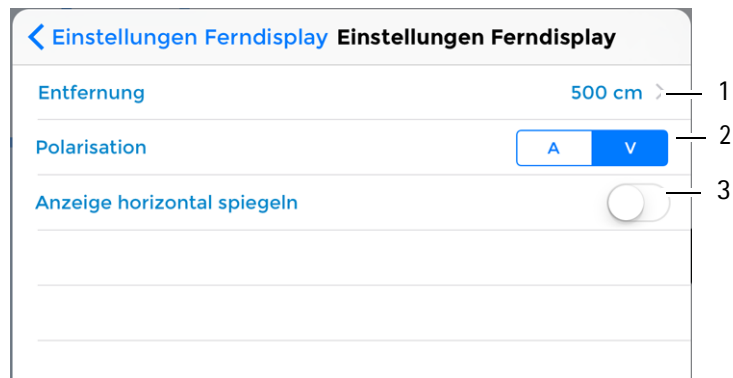 Einstellungen Ferndisplay Einstellungen Ferndisplay
Entfernung 500 cm 1
Polarisation A V 2
Anzeige horizontal spiegeln 3